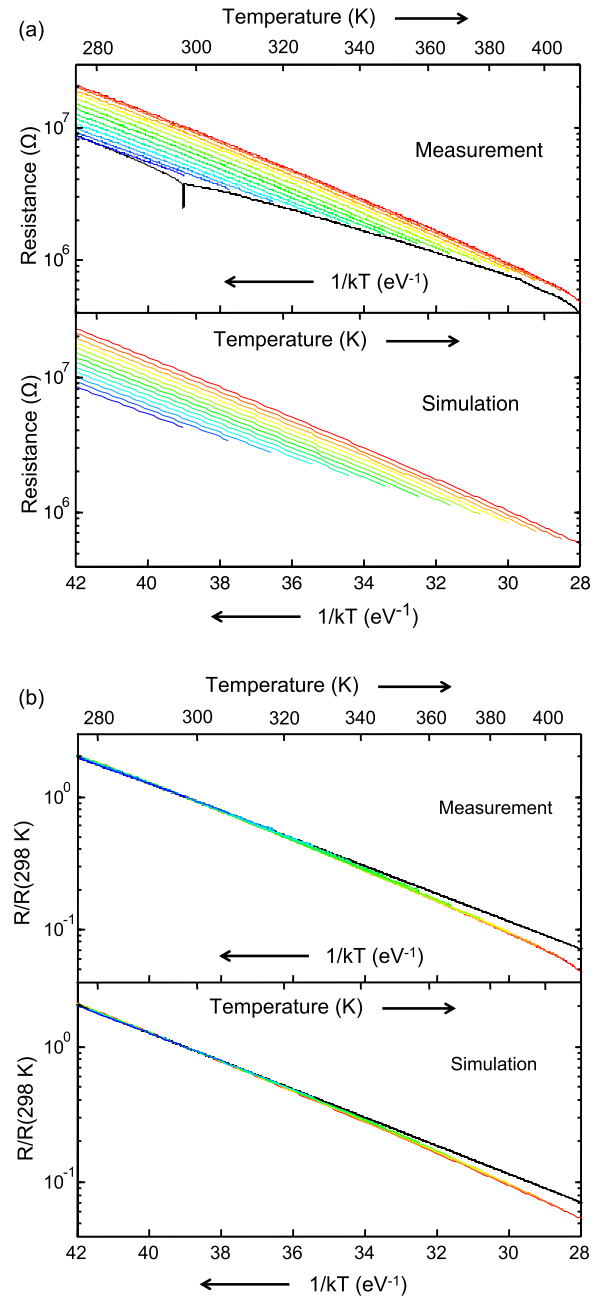 (a)
Temperature (K)
280 300 320 340 360 380 400
Resistance (Ω)
10⁷
10⁶
Measurement
1/kT (eV⁻¹)
Temperature (K)
Resistance (Ω)
10⁷
10⁶
Simulation
42 40 38 36 34 32 30 28
1/kT (eV⁻¹)
(b)
Temperature (K)
280 300 320 340 360 380 400
R/R(298 K)
10⁰
10⁻¹
Measurement
1/kT (eV⁻¹)
Temperature (K)
R/R(298 K)
10⁰
10⁻¹
Simulation
42 40 38 36 34 32 30 28
1/kT (eV⁻¹)